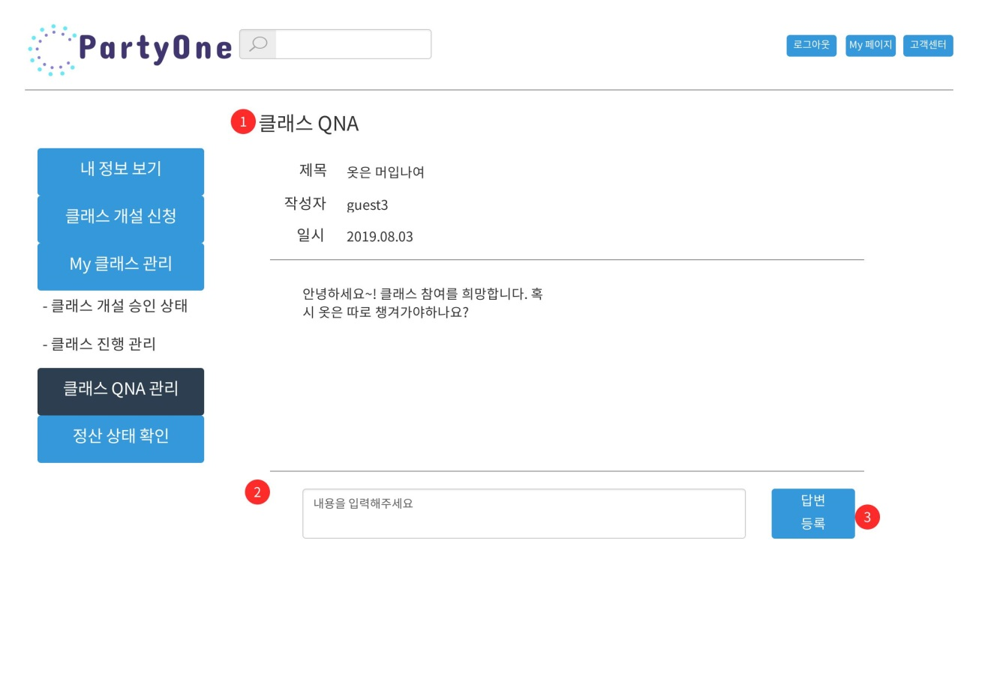 PartyOne
로그아웃
My 페이지
고객센터
1 클래스 QNA
내 정보 보기
클래스 개설 신청
My 클래스 관리
- 클래스 개설 승인 상태
- 클래스 진행 관리
클래스 QNA 관리
정산 상태 확인
제목 옷은 머입나여
작성자 guest3
일시 2019.08.03
안녕하세요~! 클래스 참여를 희망합니다. 혹
시 옷은 따로 챙겨가야하나요?
2
내용을 입력해주세요
답변
등록
3